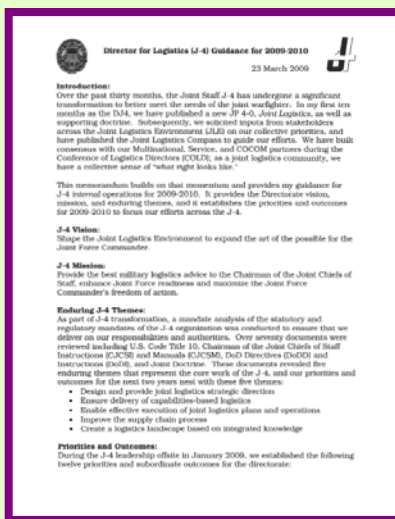 Director for Logistics (J-4) Guidance for 2009-2010
J4
23 March 2009
Introduction:
Over the past thirty months, the Joint Staff J-4 has undergone a significant
transformation to better meet the needs of the joint warfighter. In my first ten
months as the DJ4, we have published a new JP 4-0, Joint Logistics, as well as
supporting doctrine. Subsequently, we solicited inputs from stakeholders
across the Joint Logistics Environment (JLE) on our collective priorities, and
have published the Joint Logistics Compass to guide our efforts. We have built
consensus with our Multinational, Service, and COCOM partners during the
Conference of Logistics Directors (COLD); as a joint logistics community, we
have a collective sense of "what right looks like."
This memorandum builds on that momentum and provides my guidance for
J-4 internal operations for 2009-2010. It provides the Directorate vision,
mission, and enduring themes, and it establishes the priorities and outcomes
for 2009-2010 to focus our efforts across the J-4.
J-4 Vision:
Shape the Joint Logistics Environment to expand the art of the possible for the
Joint Force Commander.
J-4 Mission:
Provide the best military logistics advice to the Chairman of the Joint Chiefs of
Staff, enhance Joint Force readiness and maximize the Joint Force
Commander's freedom of action.
Enduring J-4 Themes:
As part of J-4 transformation, a mandate analysis of the statutory and
regulatory mandates of the J-4 organization was conducted to ensure that we
deliver on our responsibilities and authorities. Over seventy documents were
reviewed including U.S. Code Title 10, Chairman of the Joint Chiefs of Staff
Instructions (CJCSI) and Manuals (CJCSM), DoD Directives (DoDD) and
Instructions (DoDI), and Joint Doctrine. These documents revealed five
enduring themes that represent the core work of the J-4, and our priorities and
outcomes for the next two years nest with these five themes:
• Design and provide joint logistics strategic direction
• Ensure delivery of capabilities-based logistics
• Enable effective execution of joint logistics plans and operations
• Improve the supply chain process
• Create a logistics landscape based on integrated knowledge
Priorities and Outcomes:
During the J-4 leadership offsite in January 2009, we established the following
twelve priorities and subordinate outcomes for the directorate: